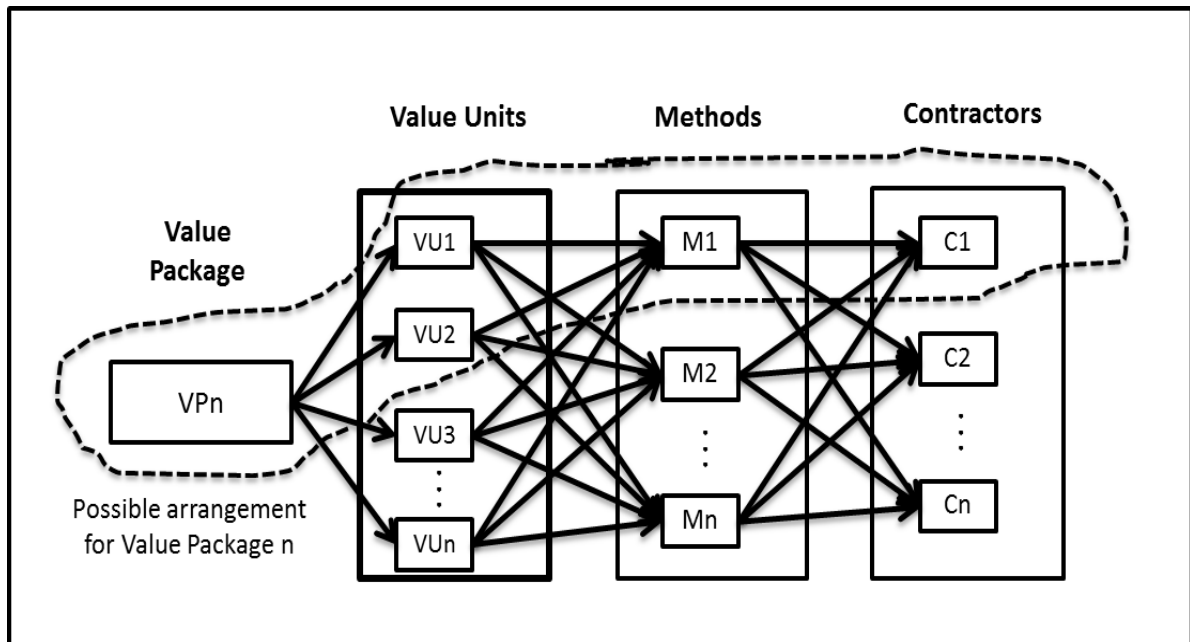 Value Units
Methods
Contractors
Value
Package
VPn
VU1
VU2
VU3
VUn
M1
M2
Mn
C1
C2
Cn
Possible arrangement
for Value Package n